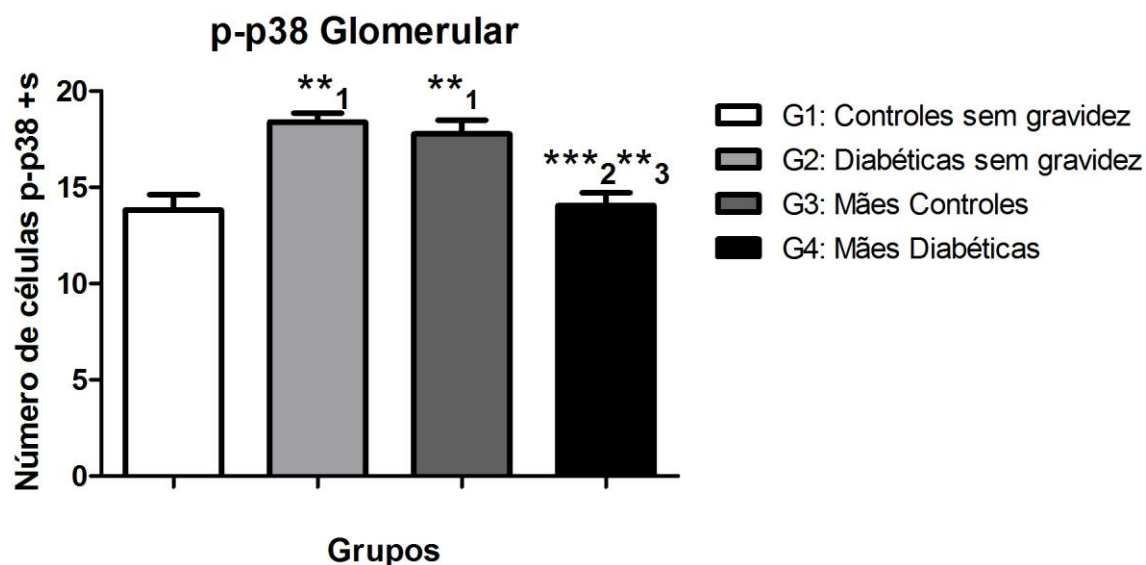 p-p38 Glomerular
Número de células p-p38 +s
20
15
10
5
0
**1
**1
***2**3
Grupos
G1: Controles sem gravidez
G2: Diabéticas sem gravidez
G3: Mães Controles
G4: Mães Diabéticas